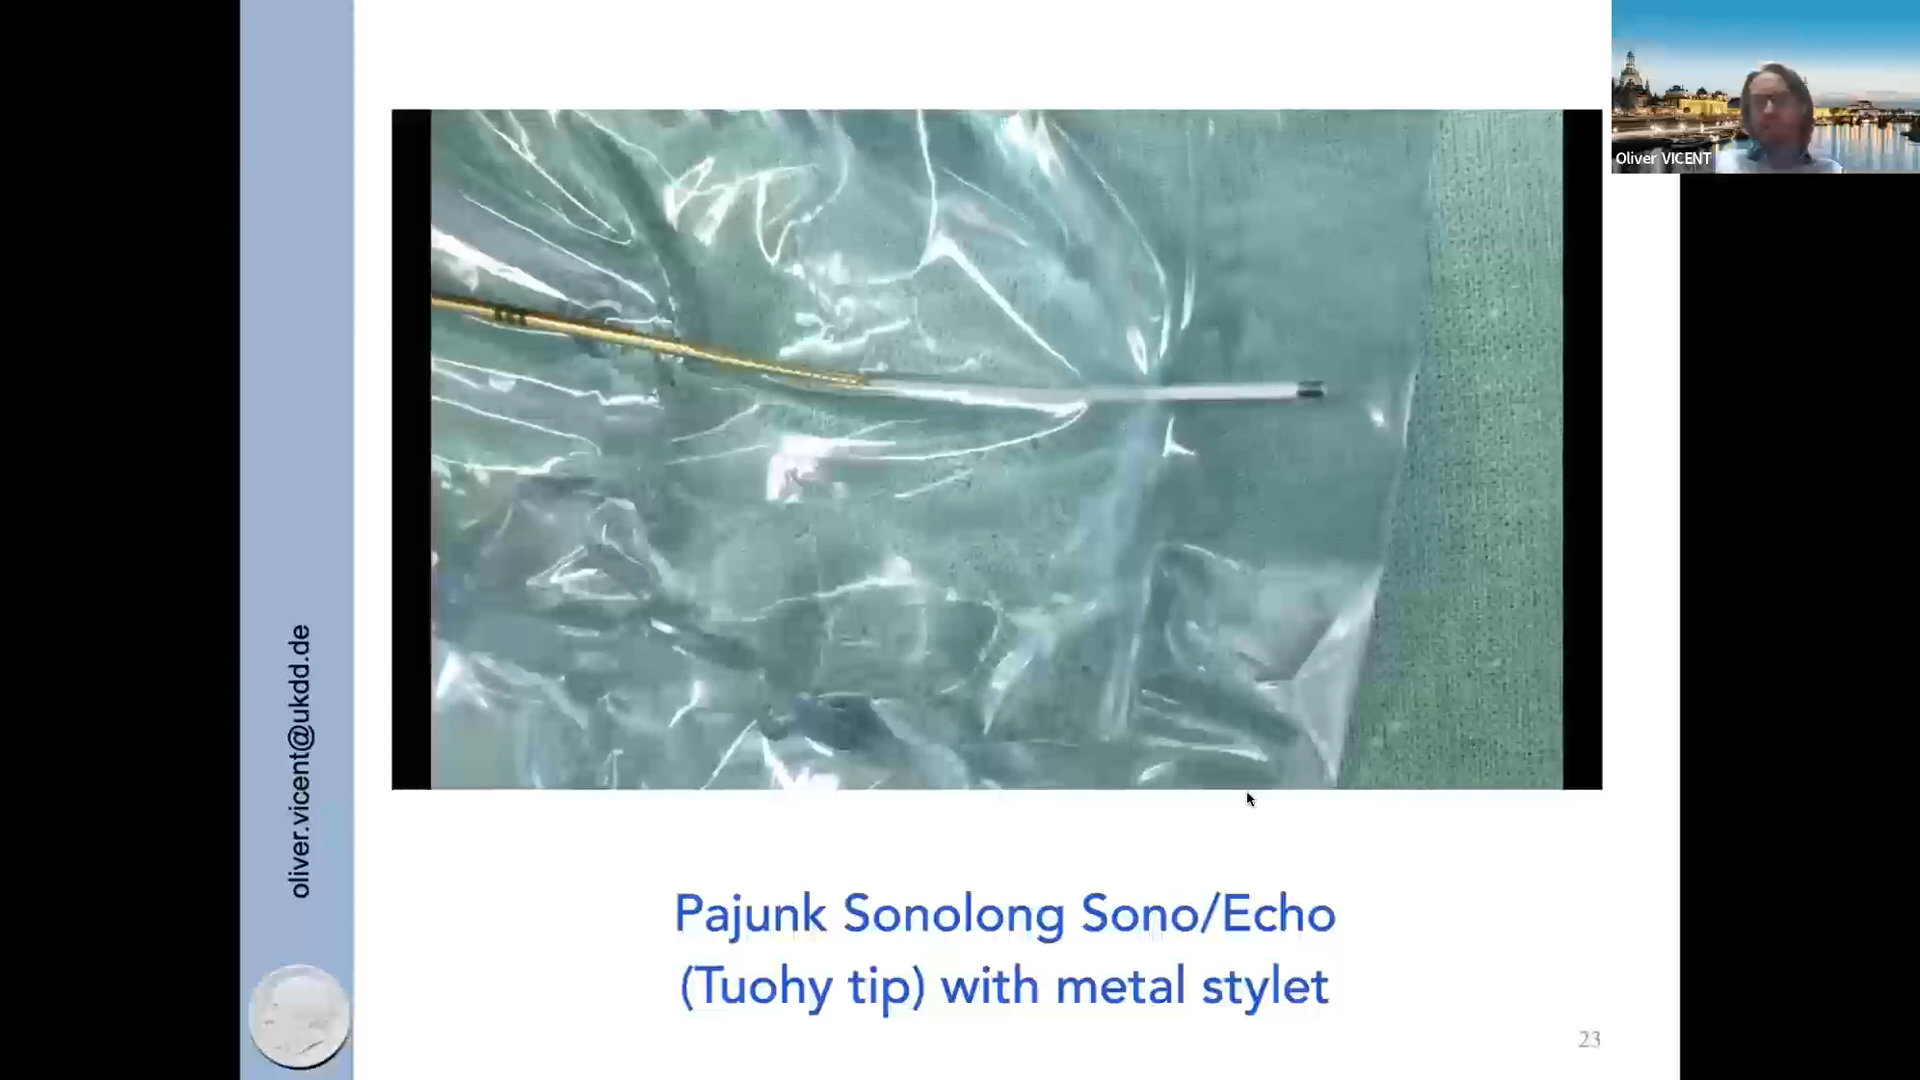 Oliver VICENT
oliver.vicent@ukdd.de
Pajunk Sonolong Sono/Echo
(Tuohy tip) with metal stylet
23